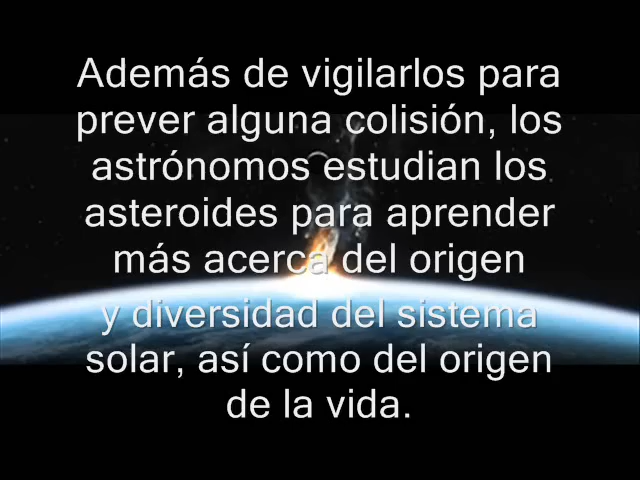 Además de vigilarlos para
prever alguna colisión, los
astrónomos estudian los
asteroides para aprender
más acerca del origen
y diversidad del sistema
solar, así como del origen
de la vida.